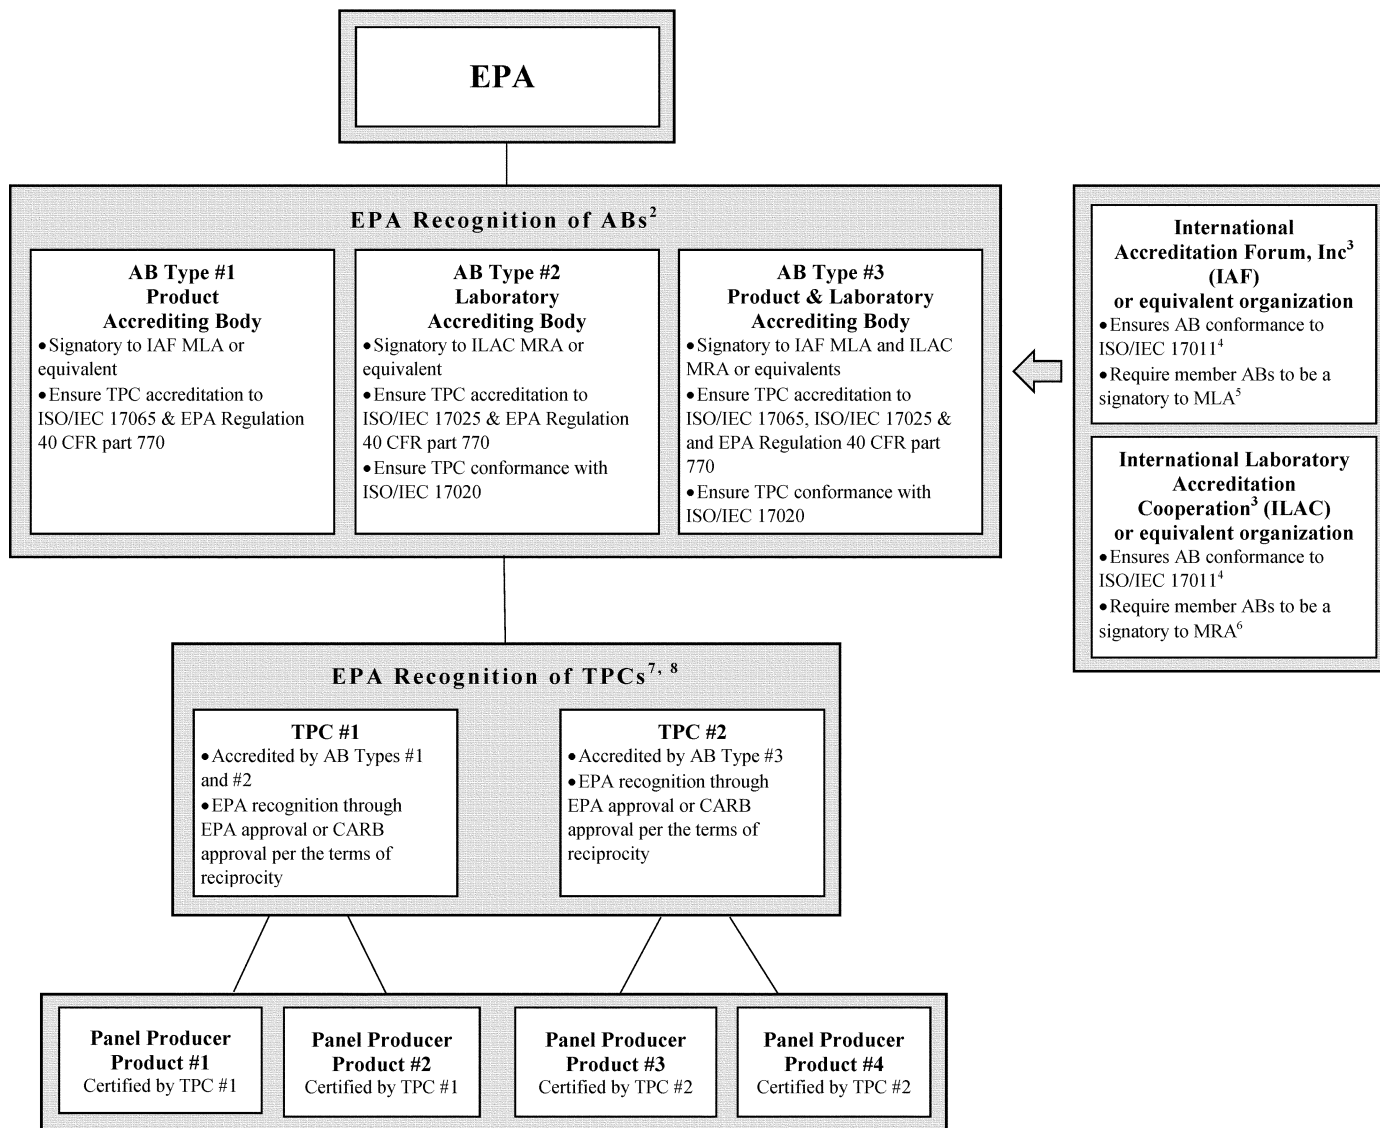 EPA
EPA Recognition of ABs²
AB Type #1
Product
Accrediting Body
•Signatory to IAF MLA or
equivalent
•Ensure TPC accreditation to
ISO/IEC 17065 & EPA Regulation
40 CFR part 770
AB Type #2
Laboratory
Accrediting Body
•Signatory to ILAC MRA or
equivalent
•Ensure TPC accreditation to
ISO/IEC 17025 & EPA Regulation
40 CFR part 770
•Ensure TPC conformance with
ISO/IEC 17020
AB Type #3
Product & Laboratory
Accrediting Body
•Signatory to IAF MLA and ILAC
MRA or equivalents
•Ensure TPC accreditation to
ISO/IEC 17065, ISO/IEC 17025 &
and EPA Regulation 40 CFR part
770
•Ensure TPC conformance with
ISO/IEC 17020
International
Accreditation Forum, Inc³
(IAF)
or equivalent organization
•Ensures AB conformance to
ISO/IEC 17011⁴
•Require member ABs to be a
signatory to MLA⁵
International Laboratory
Accreditation
Cooperation³ (ILAC)
or equivalent organization
•Ensures AB conformance to
ISO/IEC 17011⁴
•Require member ABs to be a
signatory to MRA⁶
EPA Recognition of TPCs⁷, ⁸
TPC #1
•Accredited by AB Types #1
and #2
•EPA recognition through
EPA approval or CARB
approval per the terms of
reciprocity
TPC #2
•Accredited by AB Type #3
•EPA recognition through
EPA approval or CARB
approval per the terms of
reciprocity
Panel Producer
Product #1
Certified by TPC #1
Panel Producer
Product #2
Certified by TPC #1
Panel Producer
Product #3
Certified by TPC #2
Panel Producer
Product #4
Certified by TPC #2